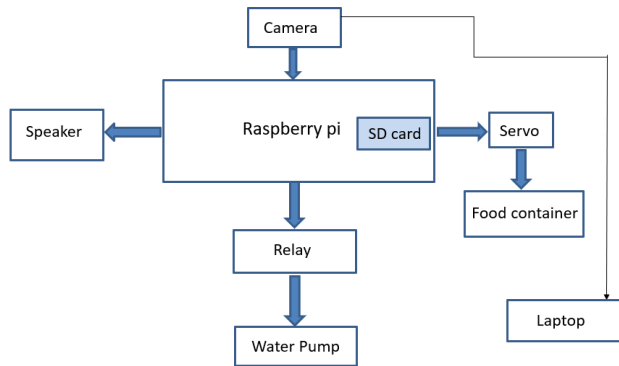 Camera
Speaker
Raspberry pi
SD card
Servo
Food container
Relay
Laptop
Water Pump